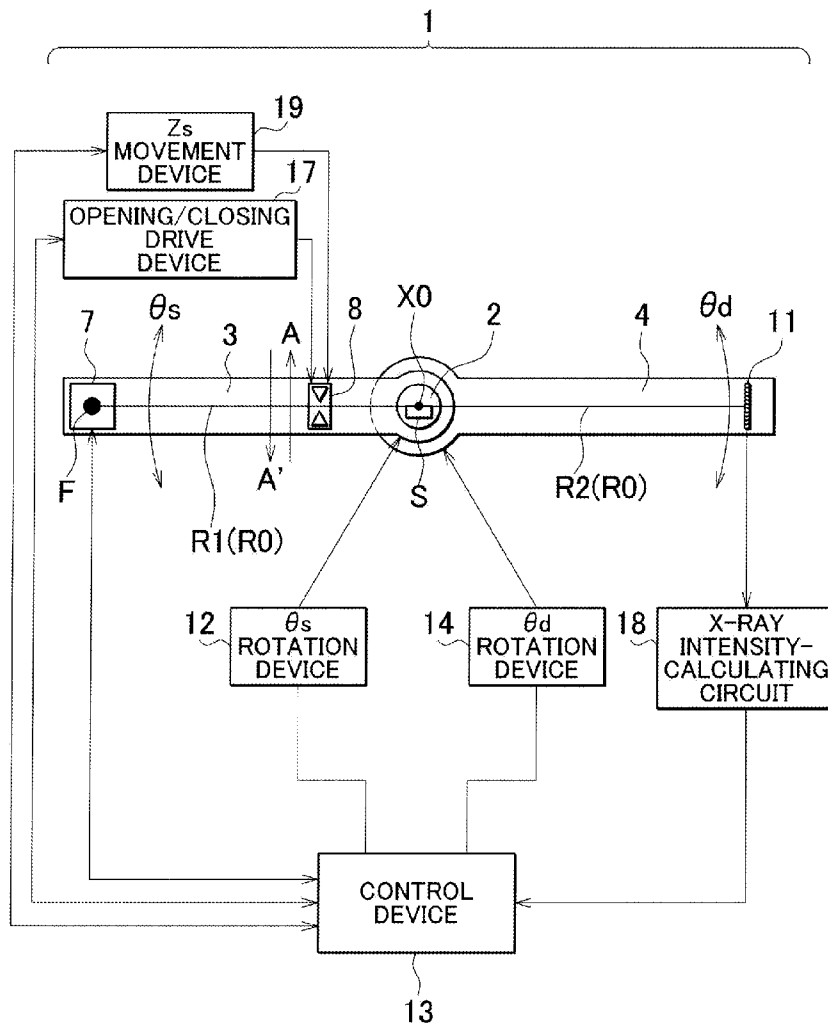 1
19
Zs
MOVEMENT
DEVICE
17
OPENING/CLOSING
DRIVE
DEVICE
7
θs
3
A
8
X0
2
4
θd
11
F
A'
S
R1(R0)
R2(R0)
12
θs
ROTATION
DEVICE
14
θd
ROTATION
DEVICE
18
X-RAY
INTENSITY-
CALCULATING
CIRCUIT
CONTROL
DEVICE
13